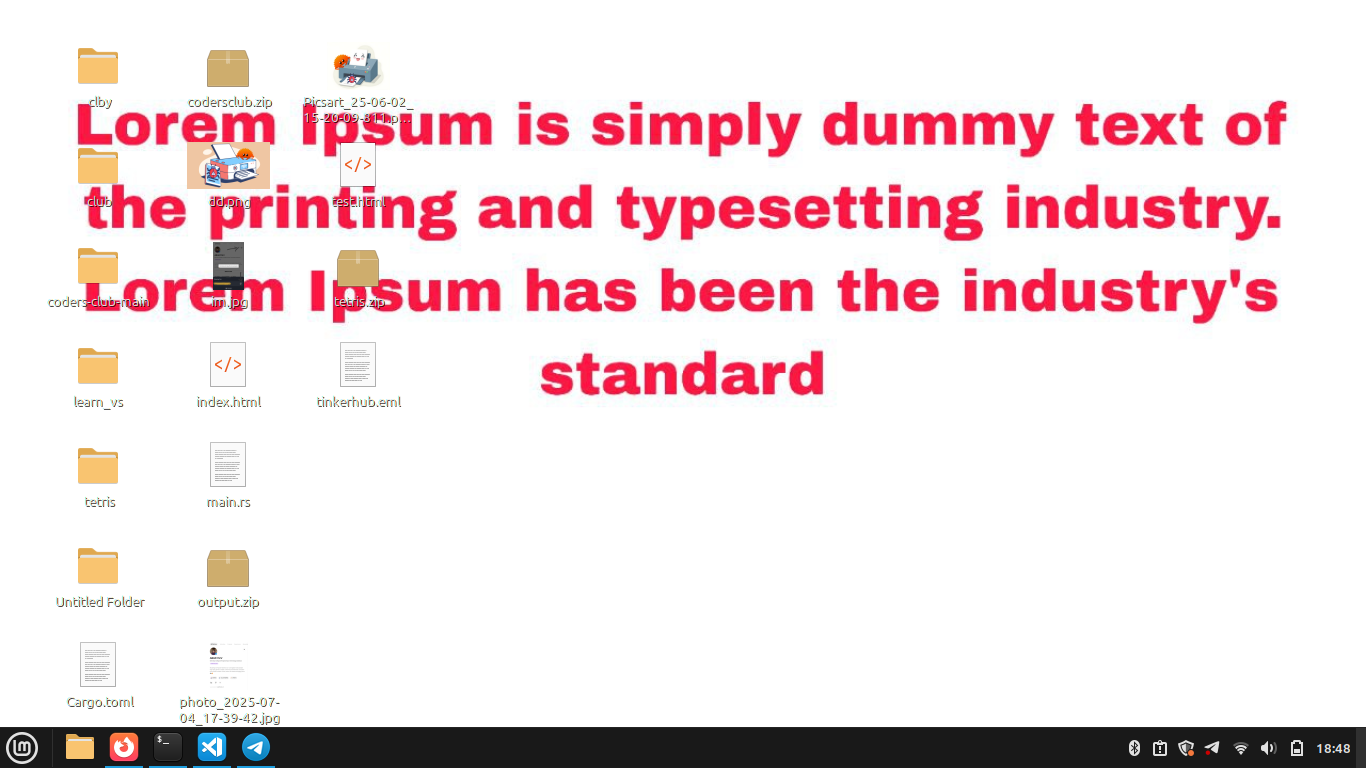 Lorem Ipsum is simply dummy text of
the printing and typesetting industry.
Lorem Ipsum has been the industry's
standard
clby
codersclub.zip
Picsart_25-06-02_
15-20-09-811.p...
club
dd.png
test.html
coders-club-main
im.jpg
tetris.zip
learn_vs
index.html
tinkerhub.eml
tetris
main.rs
Untitled Folder
output.zip
Cargo.toml
photo_2025-07-
04_17-39-42.jpg
18:48